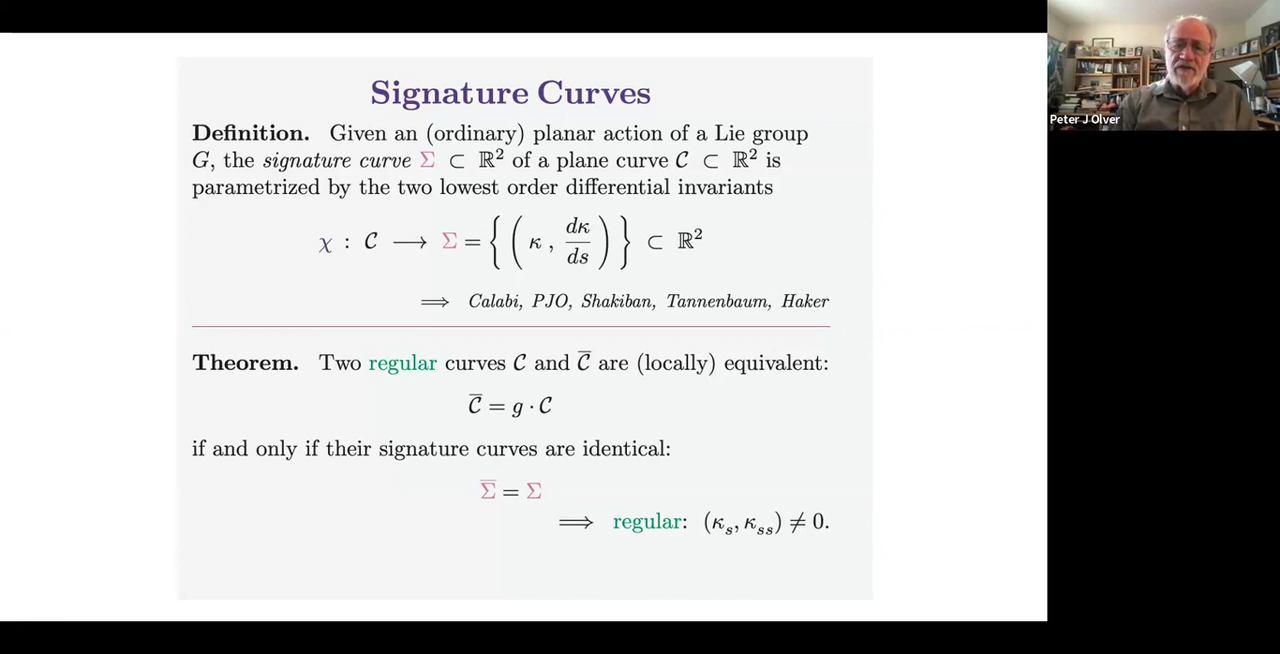 Signature Curves
Definition. Given an (ordinary) planar action of a Lie group
G, the signature curve Σ ⊂ ℝ² of a plane curve 𝒞 ⊂ ℝ² is
parametrized by the two lowest order differential invariants
χ : 𝒞 ⟶ Σ = { ( κ , dκ/ds ) } ⊂ ℝ²
⟹ Calabi, PJO, Shakiban, Tannenbaum, Haker
Theorem. Two regular curves 𝒞 and 𝒞̅ are (locally) equivalent:
𝒞̅ = g · 𝒞
if and only if their signature curves are identical:
Σ̅ = Σ
⟹ regular: (κₛ, κₛₛ) ≠ 0.
Peter J Olver